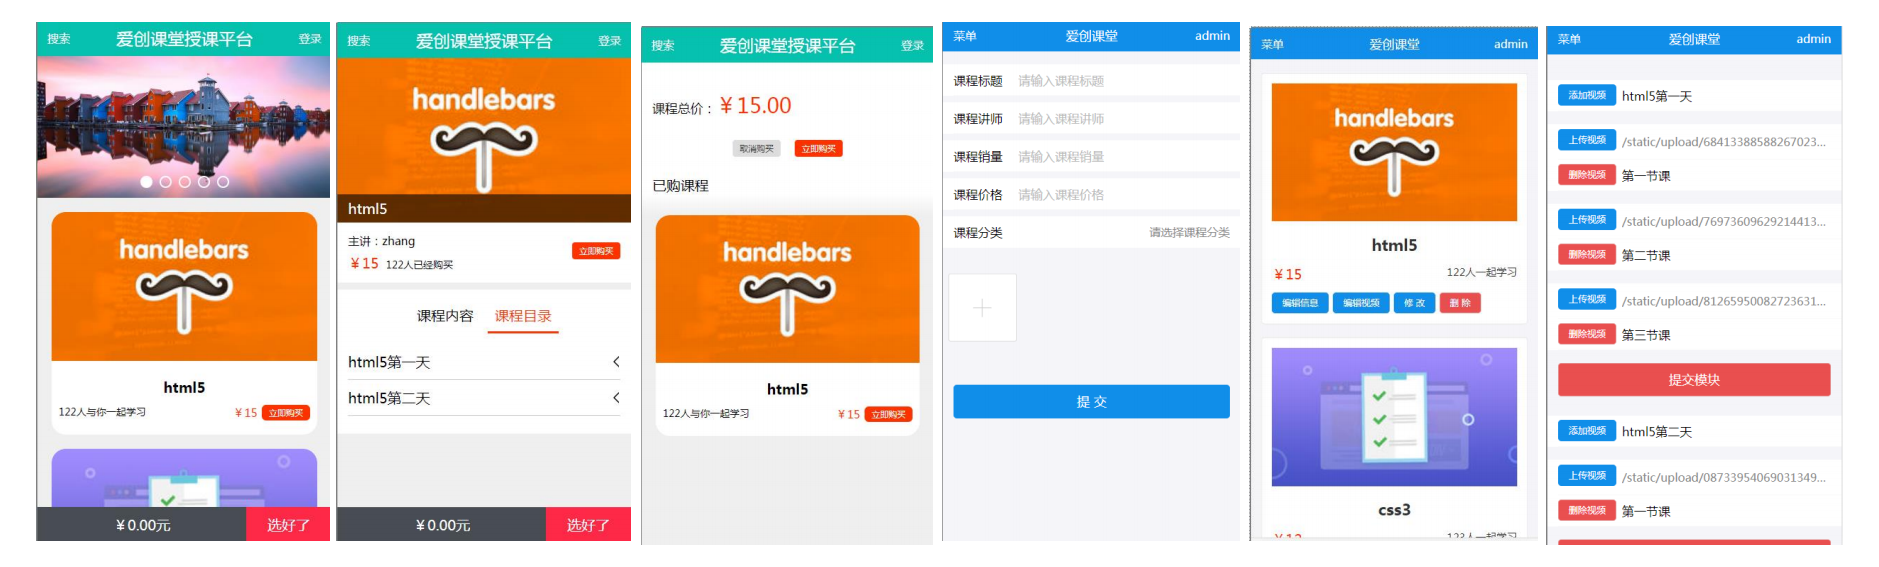 搜索
爱创课堂授课平台
登录
handlebars
html5
122人与你一起学习
￥15
立即购买
￥0.00元
选好了
搜索
爱创课堂授课平台
登录
handlebars
html5
主讲：zhang
￥15
122人已经购买
立即购买
课程内容
课程目录
html5第一天
html5第二天
￥0.00元
选好了
搜索
爱创课堂授课平台
登录
课程总价：￥15.00
取消购买
立即购买
已购课程
handlebars
html5
122人与你一起学习
￥15
立即购买
菜单
爱创课堂
admin
课程标题
请输入课程标题
课程讲师
请输入课程讲师
课程销量
请输入课程销量
课程价格
请输入课程价格
课程分类
请选择课程分类
提 交
菜单
爱创课堂
admin
handlebars
html5
￥15
122人一起学习
编辑信息
编辑视频
修 改
删 除
css3
￥12
123人一起学习
菜单
爱创课堂
admin
添加视频
html5第一天
上传视频
/static/upload/68413388588267023...
删除视频
第一节课
上传视频
/static/upload/76973609629214413...
删除视频
第二节课
上传视频
/static/upload/81265950082723631...
删除视频
第三节课
提交模块
添加视频
html5第二天
上传视频
/static/upload/08733954069031349...
删除视频
第一节课